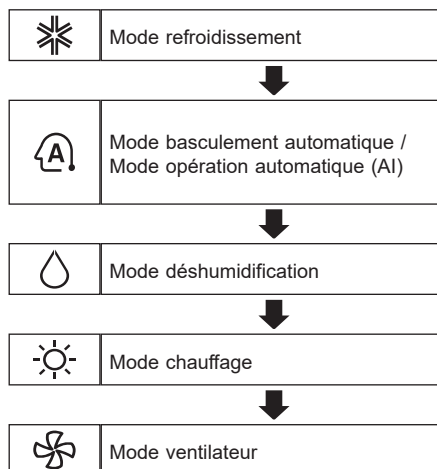 Mode refroidissement
A
Mode basculement automatique /
Mode opération automatique (AI)
Mode déshumidification
Mode chauffage
Mode ventilateur